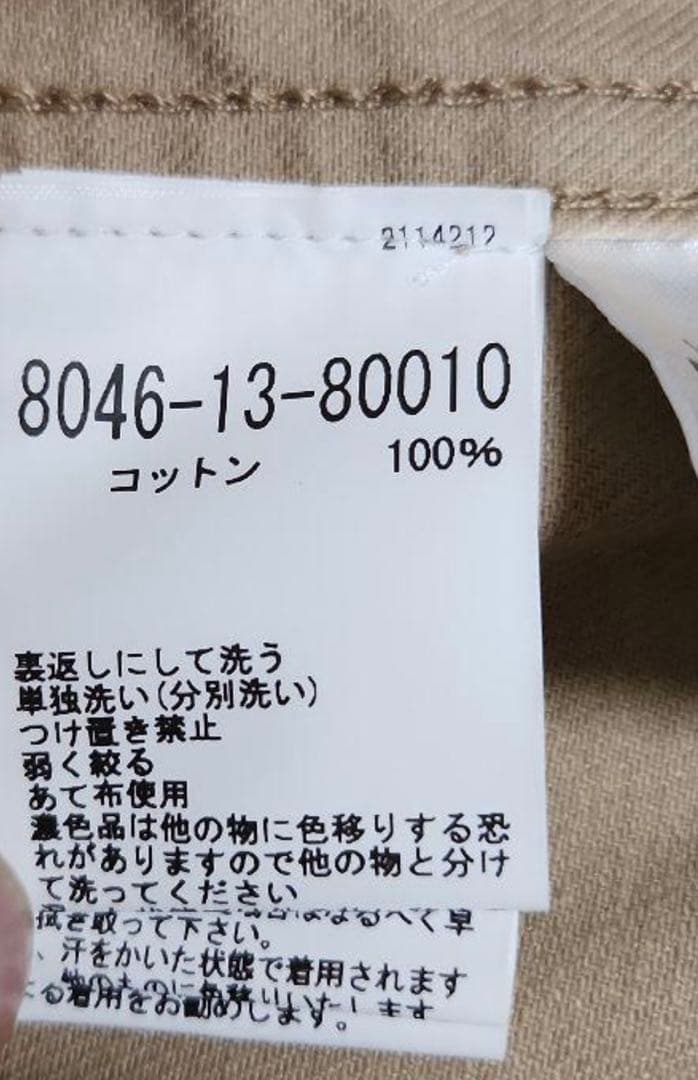 2114212
8046-13-80010
コットン 100%
裏返しにして洗う
単独洗い(分別洗い)
つけ置き禁止
弱く絞る
あて布使用
濃色品は他の物に色移りする恐
れがありますので他の物と分け
て洗ってください
拭き取って下さい。
、汗をかいた状態で着用されます
る着用をお勧めします。